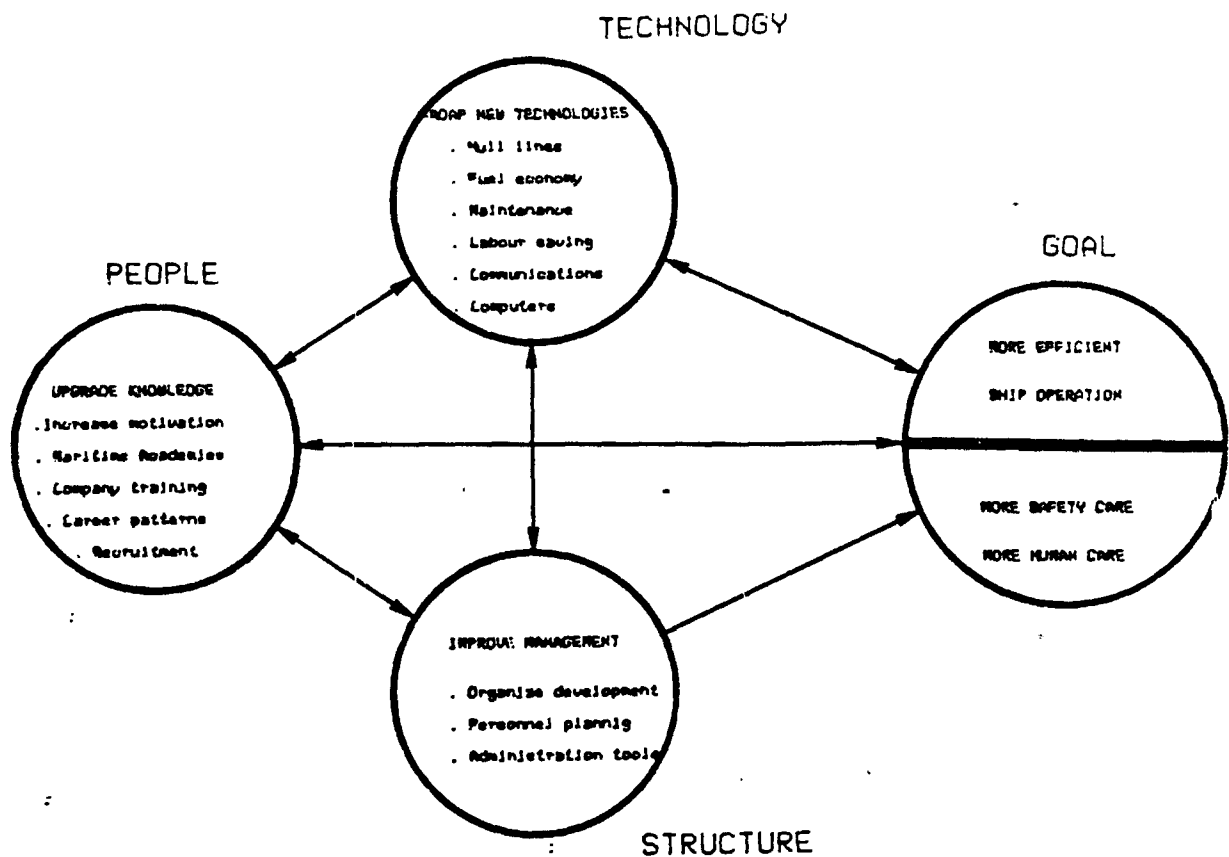 TECHNOLOGY
NEW TECHNOLOGIES
. Hull lines
. Fuel economy
. Maintenance
. Labour saving
. Communications
. Computers
PEOPLE
UPGRADE KNOWLEDGE
. Increase motivation
. Maritime Academies
. Company training
. Career patterns
. Recruitment
GOAL
MORE EFFICIENT
SHIP OPERATION
MORE SAFETY CARE
MORE HUMAN CARE
IMPROVE MANAGEMENT
. Organise development
. Personnel plannig
. Administration tools
STRUCTURE